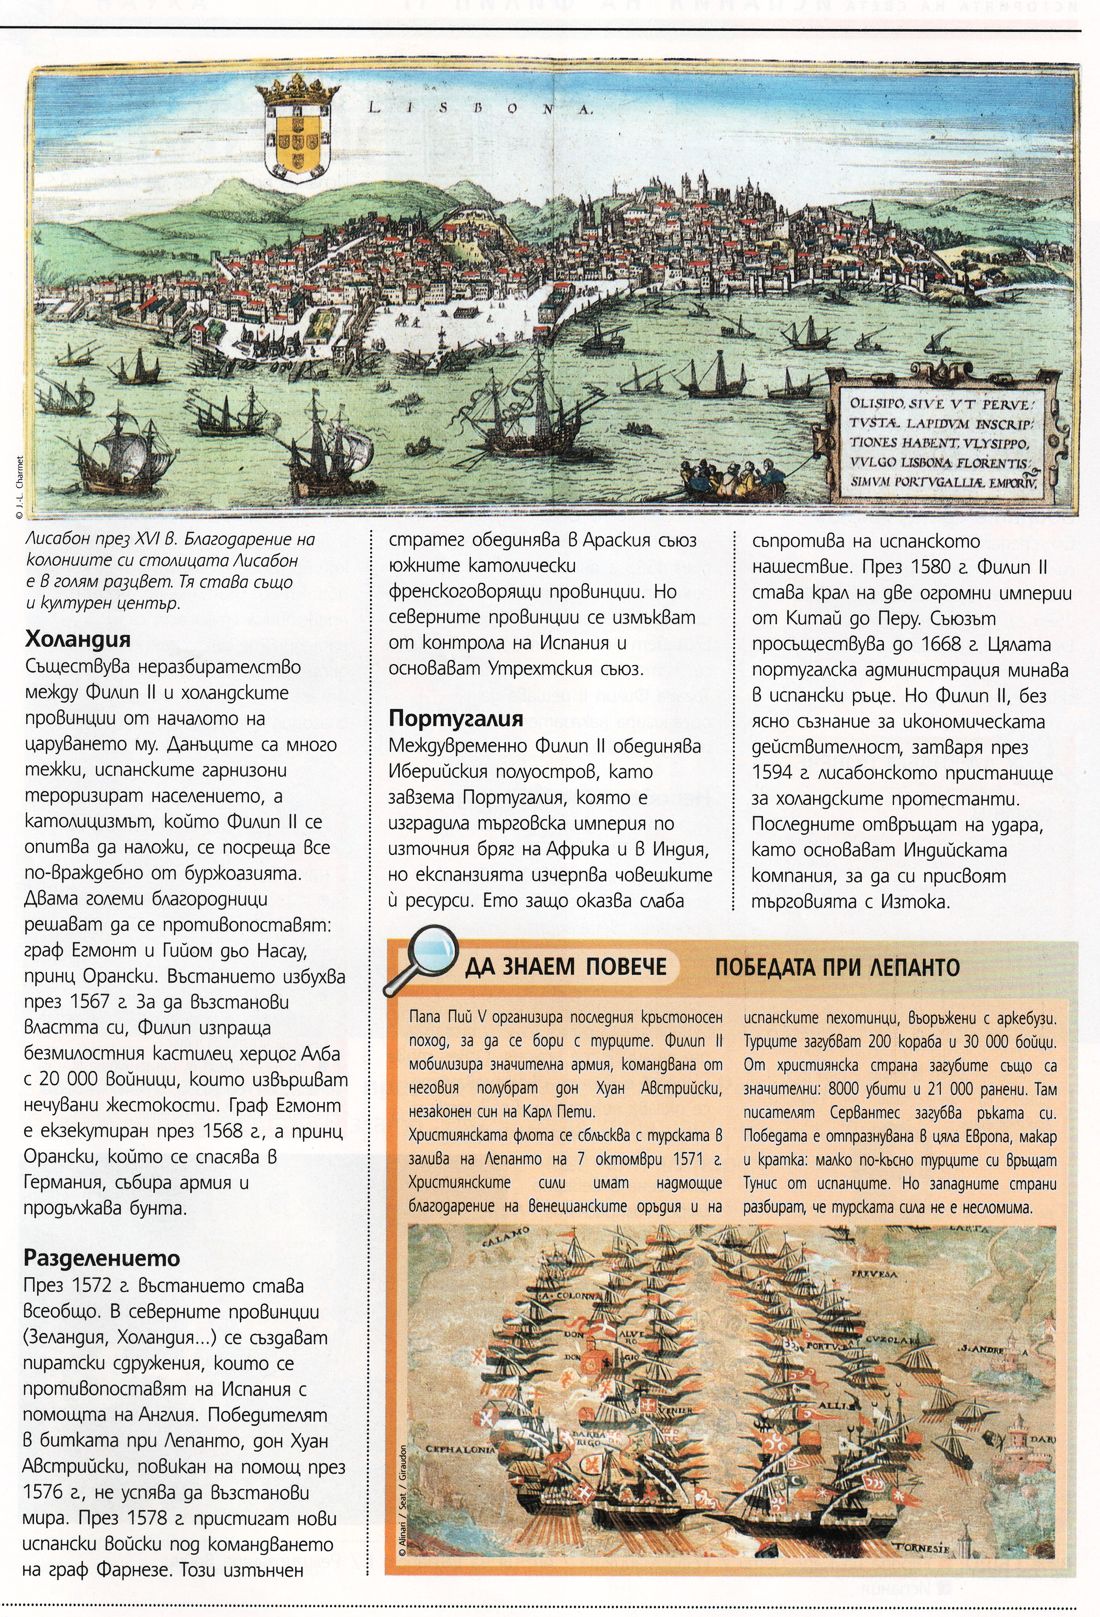 LISBONA
OLISIPO, SIVE VT PERVE:
TVSTÆ LAPIDVM INSCRIP:
TIONES HABENT, VLYSIPPO,
VVLGO LISBONA FLORENTIS:
SIMVM PORTVGALLIÆ EMPORIV.
© J.-L. Charmet
Лисабон през XVI в. Благодарение на
колониите си столицата Лисабон
е в голям разцвет. Тя става също
и културен център.
Холандия
Съществува неразбирателство
между Филип II и холандските
провинции от началото на
царуването му. Данъците са много
тежки, испанските гарнизони
тероризират населението, а
католицизмът, който Филип II се
опитва да наложи, се посреща все
по-враждебно от буржоазията.
Двама големи благородници
решават да се противопоставят:
граф Егмонт и Гийом дьо Насау,
принц Орански. Въстанието избухва
през 1567 г. За да възстанови
властта си, Филип изпраща
безмилостния кастилец херцог Алба
с 20 000 войници, които извършват
нечувани жестокости. Граф Егмонт
е екзекутиран през 1568 г., а принц
Орански, който се спасява в
Германия, събира армия и
продължава бунта.
Разделението
През 1572 г. въстанието става
всеобщо. В северните провинции
(Зеландия, Холандия...) се създават
пиратски сдружения, които се
противопоставят на Испания с
помощта на Англия. Победителят
в битката при Лепанто, дон Хуан
Австрийски, повикан на помощ през
1576 г., не успява да възстанови
мира. През 1578 г. пристигат нови
испански войски под командването
на граф Фарнезе. Този изтънчен
стратег обединява в Араския съюз
южните католически
френскоговорящи провинции. Но
северните провинции се измъкват
от контрола на Испания и
основават Утрехтския съюз.
Португалия
Междувременно Филип II обединява
Иберийския полуостров, като
завзема Португалия, която е
изградила търговска империя по
източния бряг на Африка и в Индия,
но експанзията изчерпва човешките
ѝ ресурси. Ето защо оказва слаба
съпротива на испанското
нашествие. През 1580 г. Филип II
става крал на две огромни империи
от Китай до Перу. Съюзът
просъществува до 1668 г. Цялата
португалска администрация минава
в испански ръце. Но Филип II, без
ясно съзнание за икономическата
действителност, затваря през
1594 г. лисабонското пристанище
за холандските протестанти.
Последните отвръщат на удара,
като основават Индийската
компания, за да си присвоят
търговията с Изтока.
ДА ЗНАЕМ ПОВЕЧЕ
ПОБЕДАТА ПРИ ЛЕПАНТО
Папа Пий V организира последния кръстоносен
поход, за да се бори с турците. Филип II
мобилизира значителна армия, командвана от
неговия полубрат дон Хуан Австрийски,
незаконен син на Карл Пети.
Християнската флота се сблъсква с турската в
залива на Лепанто на 7 октомври 1571 г.
Християнските сили имат надмощие
благодарение на венецианските оръдия и на
испанските пехотинци, въоръжени с аркебузи.
Турците загубват 200 кораба и 30 000 бойци.
От християнска страна загубите също са
значителни: 8000 убити и 21 000 ранени. Там
писателят Сервантес загубва ръката си.
Победата е отпразнувана в цяла Европа, макар
и кратка: малко по-късно турците си връщат
Тунис от испанците. Но западните страни
разбират, че турската сила не е несломима.
CALAMO
LARTA
PREVESA
.A. COLONNA
DON ALVE
RO
DON GIO
PORTV
CVZOLARI
.S. ANDRE A
S VENIER
ALLI
BARBA
RIGO
CEPHALONIA
DAR
TORNESIE
© Alinari / Seat / Giraudon